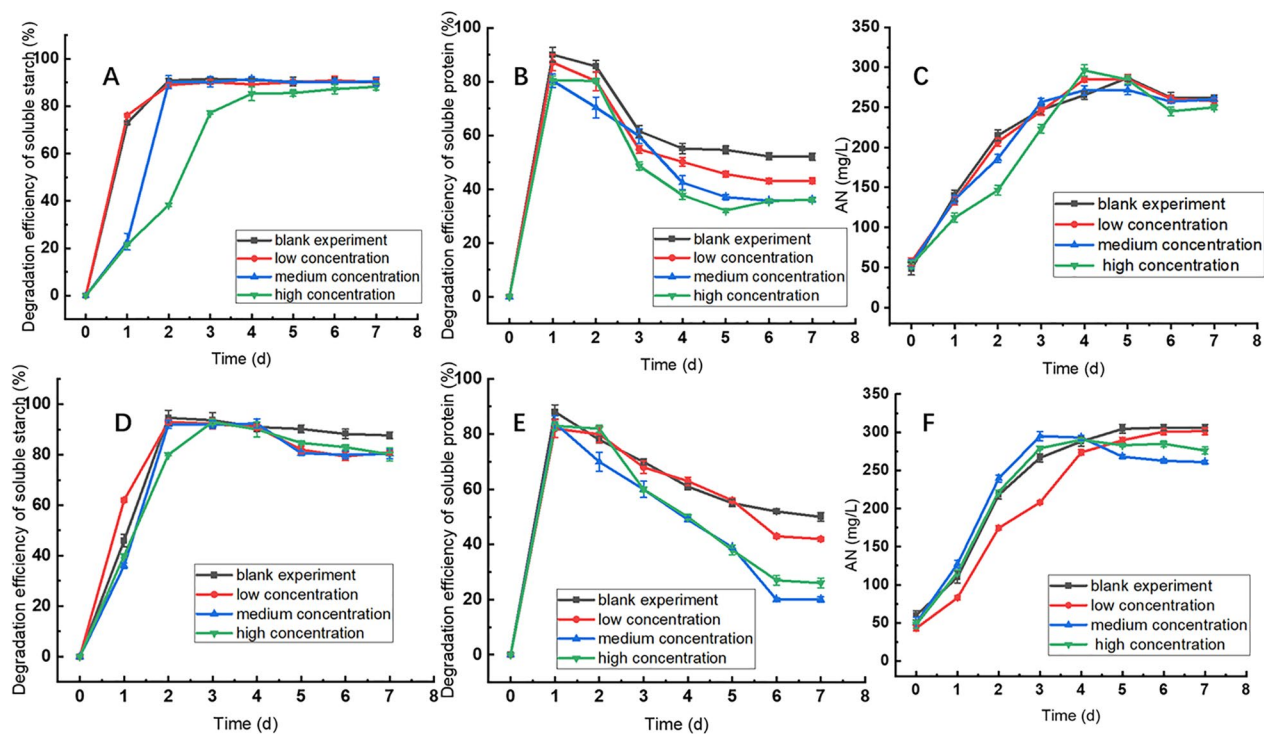 A
Degradation efficiency of soluble starch (%)
100
80
60
40
20
0
blank experiment
low concentration
medium concentration
high concentration
0 1 2 3 4 5 6 7 8
Time (d)
B
Degradation efficiency of soluble protein (%)
100
80
60
40
20
0
blank experiment
low concentration
medium concentration
high concentration
0 1 2 3 4 5 6 7 8
Time (d)
C
AN (mg/L)
350
300
250
200
150
100
50
0
blank experiment
low concentration
medium concentration
high concentration
0 1 2 3 4 5 6 7 8
Time (d)
D
Degradation efficiency of soluble starch (%)
100
80
60
40
20
0
blank experiment
low concentration
medium concentration
high concentration
0 1 2 3 4 5 6 7 8
Time (d)
E
Degradation efficiency of soluble protein (%)
100
80
60
40
20
0
blank experiment
low concentration
medium concentration
high concentration
0 1 2 3 4 5 6 7 8
Time (d)
F
AN (mg/L)
350
300
250
200
150
100
50
0
blank experiment
low concentration
medium concentration
high concentration
0 1 2 3 4 5 6 7 8
Time (d)